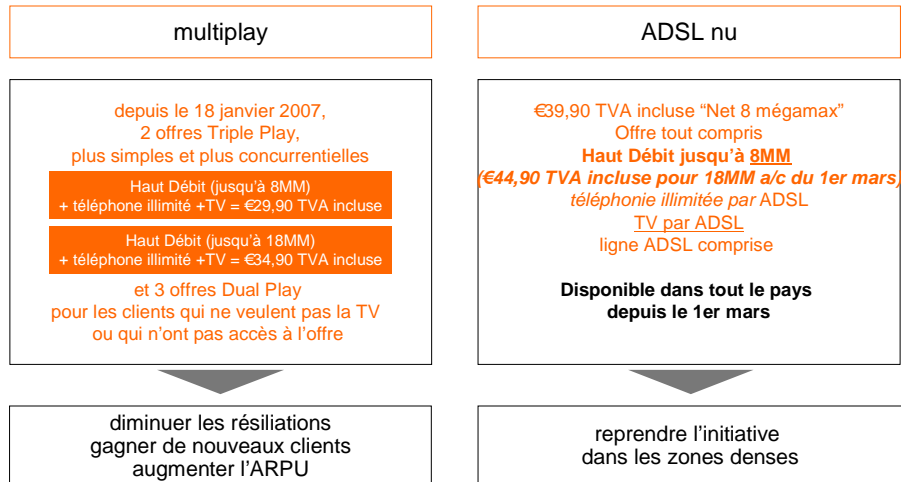 multiplay
depuis le 18 janvier 2007,
2 offres Triple Play,
plus simples et plus concurrentielles
Haut Débit (jusqu'à 8MM)
+ téléphone illimité +TV = €29,90 TVA incluse
Haut Débit (jusqu'à 18MM)
+ téléphone illimité +TV = €34,90 TVA incluse
et 3 offres Dual Play
pour les clients qui ne veulent pas la TV
ou qui n'ont pas accès à l'offre
diminuer les résiliations
gagner de nouveaux clients
augmenter l'ARPU
ADSL nu
€39,90 TVA incluse “Net 8 mégamax”
Offre tout compris
Haut Débit jusqu'à 8MM
(€44,90 TVA incluse pour 18MM a/c du 1er mars)
téléphonie illimitée par ADSL
TV par ADSL
ligne ADSL comprise
Disponible dans tout le pays
depuis le 1er mars
reprendre l'initiative
dans les zones denses